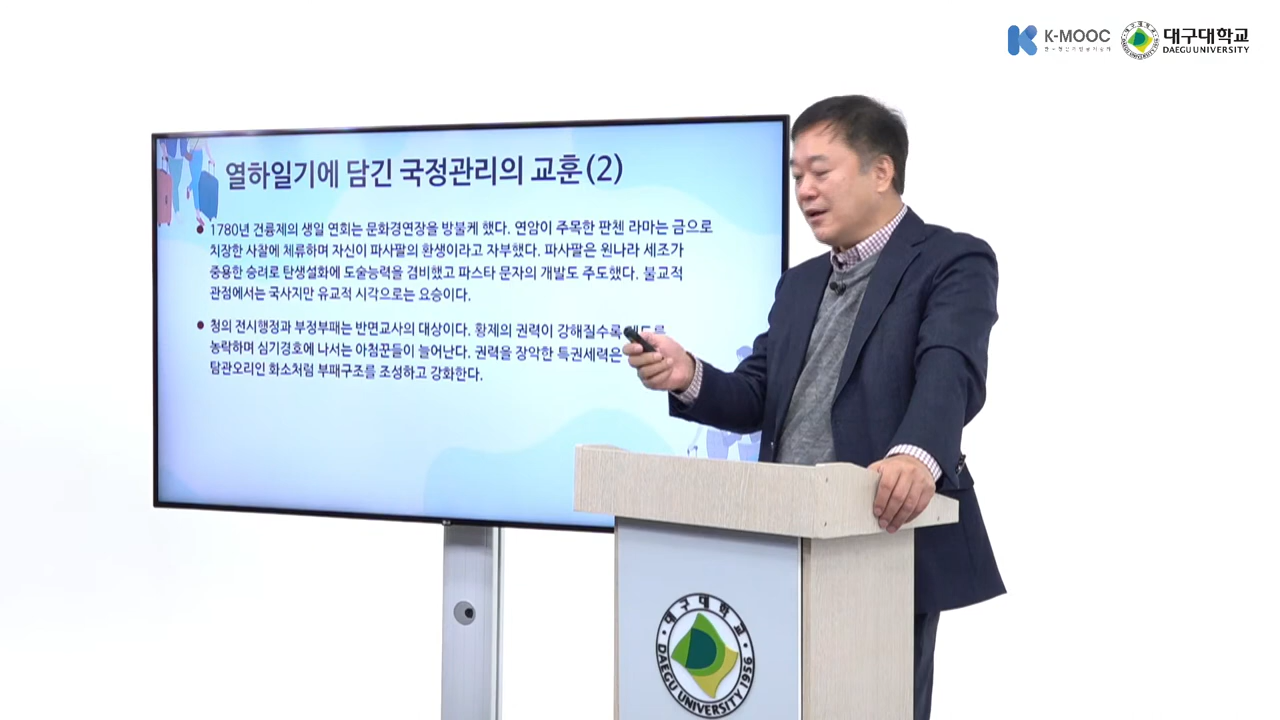 K-MOOC
대구대학교
DAEGU UNIVERSITY
열하일기에 담긴 국정관리의 교훈(2)
1780년 건륭제의 생일 연회는 문화경연장을 방불케 했다. 연암이 주목한 판첸 라마는 금으로
치장한 사찰에 체류하며 자신이 파사팔의 환생이라고 자부했다. 파사팔은 원나라 세조가
중용한 승려로 탄생설화에 도술능력을 겸비했고 파스타 문자의 개발도 주도했다. 불교적
관점에서는 국사지만 유교적 시각으로는 요승이다.
청의 전시행정과 부정부패는 반면교사의 대상이다. 황제의 권력이 강해질수록
농락하며 심기경호에 나서는 아첨꾼들이 늘어난다. 권력을 장악한 특권세력은
탐관오리인 화소처럼 부패구조를 조성하고 강화한다.
대구대학교
DAEGU UNIVERSITY 1956